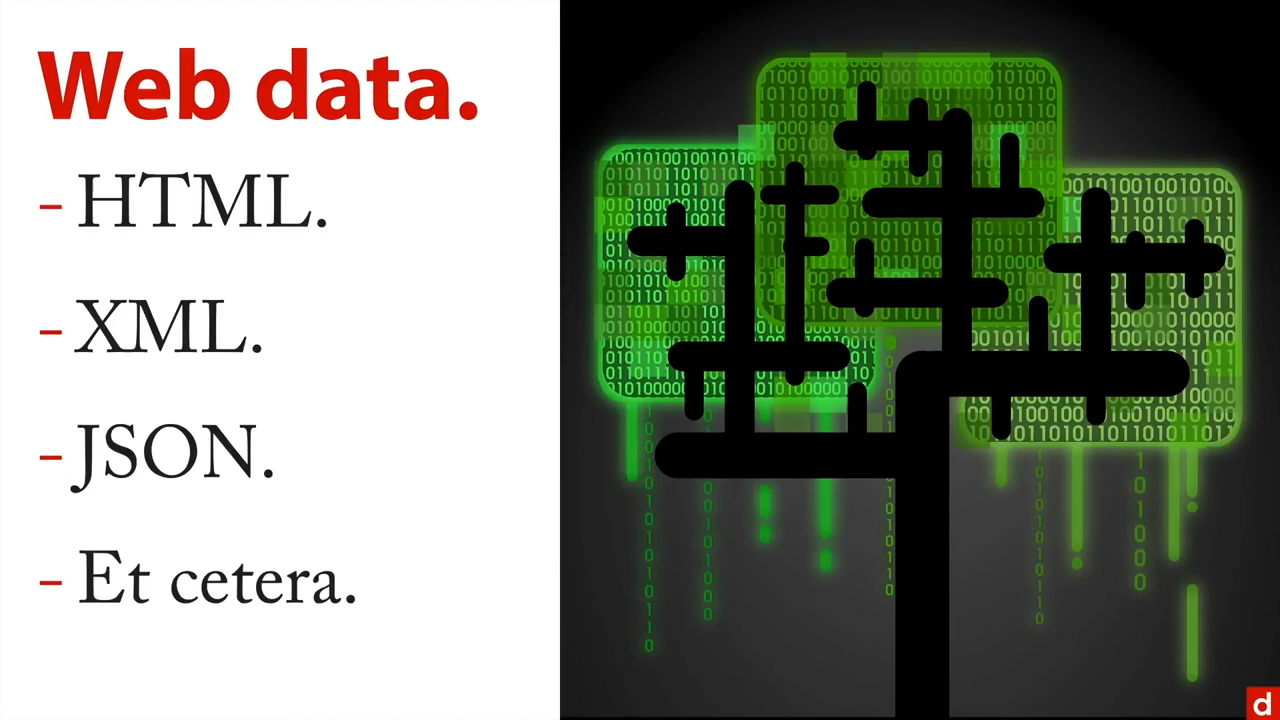 Web data.
- HTML.
- XML.
- JSON.
- Et cetera.
d